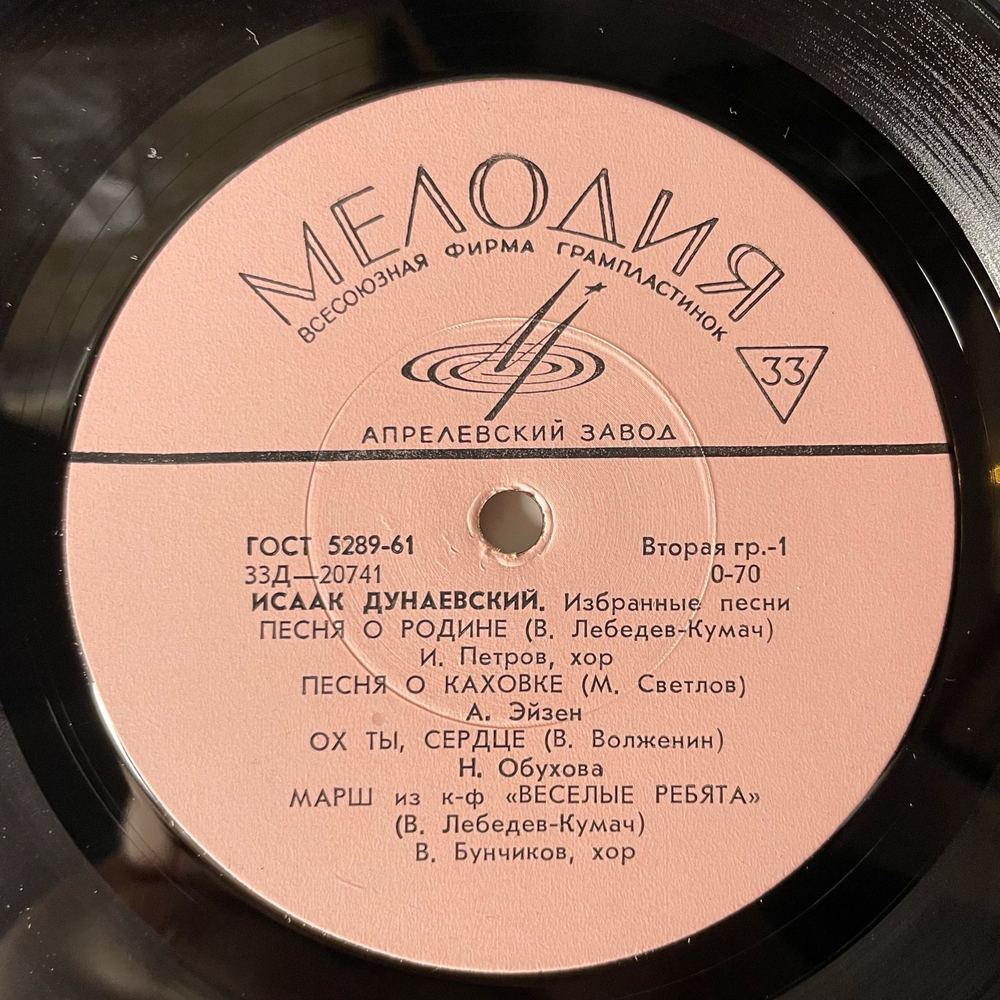 МЕЛОДИЯ
ВСЕСОЮЗНАЯ ФИРМА ГРАМПЛАСТИНОК
33
АПРЕЛЕВСКИЙ ЗАВОД
ГОСТ 5289-61 Вторая гр.-1
33Д—20741 0-70
ИСААК ДУНАЕВСКИЙ. Избранные песни
ПЕСНЯ О РОДИНЕ (В. Лебедев-Кумач)
И. Петров, хор
ПЕСНЯ О КАХОВКЕ (М. Светлов)
А. Эйзен
ОХ ТЫ, СЕРДЦЕ (В. Волженин)
Н. Обухова
МАРШ из к-ф «ВЕСЕЛЫЕ РЕБЯТА»
(В. Лебедев-Кумач)
В. Бунчиков, хор